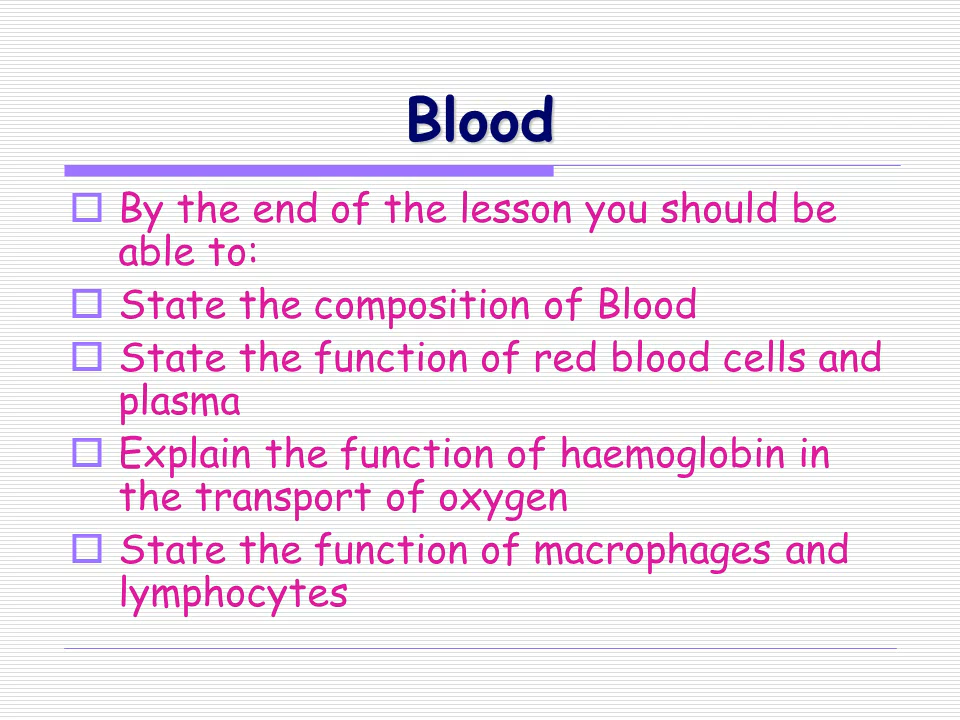 Blood
By the end of the lesson you should be
able to:
State the composition of Blood
State the function of red blood cells and
plasma
Explain the function of haemoglobin in
the transport of oxygen
State the function of macrophages and
lymphocytes